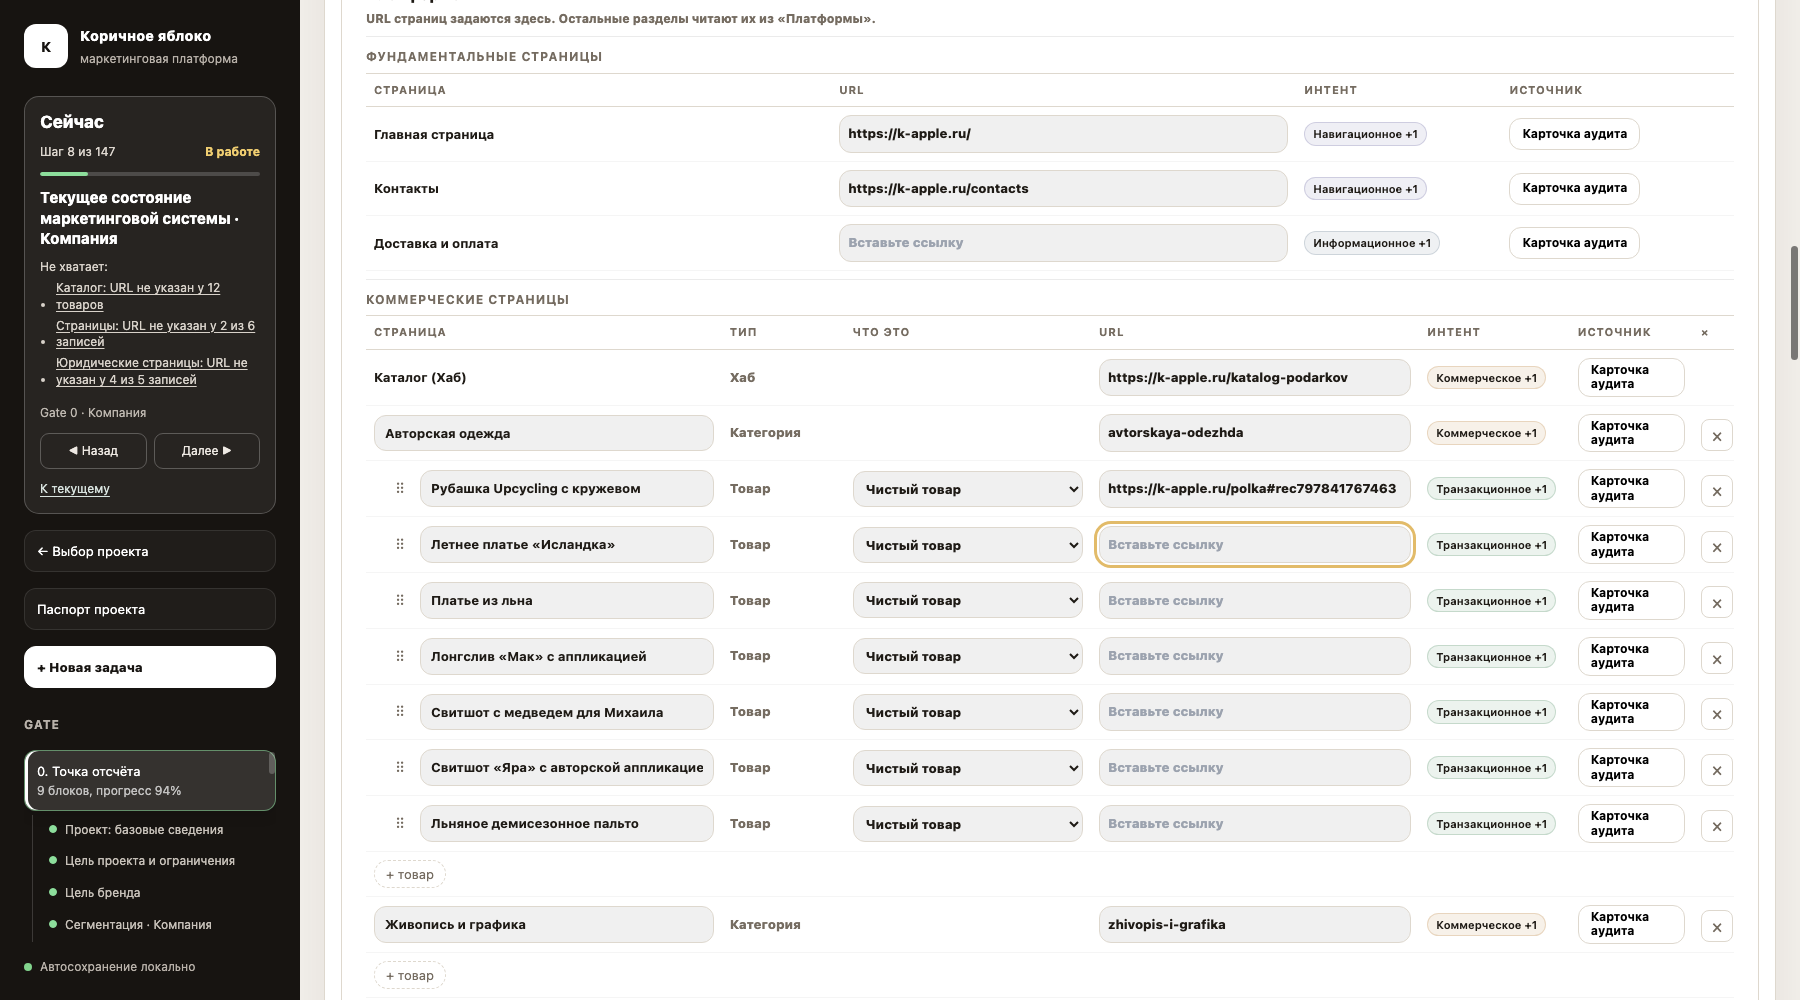 К
Коричное яблоко
маркетинговая платформа
Сейчас
Шаг 8 из 147
В работе
Текущее состояние
маркетинговой системы ·
Компания
Не хватает:
Каталог: URL не указан у 12
товаров
Страницы: URL не указан у 2 из 6
записей
Юридические страницы: URL не
указан у 4 из 5 записей
Gate 0 · Компания
◀ Назад
Далее ▶
К текущему
← Выбор проекта
Паспорт проекта
+ Новая задача
GATE
0. Точка отсчёта
9 блоков, прогресс 94%
Проект: базовые сведения
Цель проекта и ограничения
Цель бренда
Сегментация · Компания
Автосохранение локально
URL страниц задаются здесь. Остальные разделы читают их из «Платформы».
ФУНДАМЕНТАЛЬНЫЕ СТРАНИЦЫ
СТРАНИЦА URL ИНТЕНТ ИСТОЧНИК
Главная страница https://k-apple.ru/ Навигационное +1 Карточка аудита
Контакты https://k-apple.ru/contacts Навигационное +1 Карточка аудита
Доставка и оплата Вставьте ссылку Информационное +1 Карточка аудита
КОММЕРЧЕСКИЕ СТРАНИЦЫ
СТРАНИЦА ТИП ЧТО ЭТО URL ИНТЕНТ ИСТОЧНИК ×
Каталог (Хаб) Хаб https://k-apple.ru/katalog-podarkov Коммерческое +1 Карточка аудита
Авторская одежда Категория avtorskaya-odezhda Коммерческое +1 Карточка аудита ×
Рубашка Upcycling с кружевом Товар Чистый товар https://k-apple.ru/polka#rec797841767463 Транзакционное +1 Карточка аудита ×
Летнее платье «Исландка» Товар Чистый товар Вставьте ссылку Транзакционное +1 Карточка аудита ×
Платье из льна Товар Чистый товар Вставьте ссылку Транзакционное +1 Карточка аудита ×
Лонгслив «Мак» с аппликацией Товар Чистый товар Вставьте ссылку Транзакционное +1 Карточка аудита ×
Свитшот с медведем для Михаила Товар Чистый товар Вставьте ссылку Транзакционное +1 Карточка аудита ×
Свитшот «Яра» с авторской аппликацие Товар Чистый товар Вставьте ссылку Транзакционное +1 Карточка аудита ×
Льняное демисезонное пальто Товар Чистый товар Вставьте ссылку Транзакционное +1 Карточка аудита ×
+ товар
Живопись и графика Категория zhivopis-i-grafika Коммерческое +1 Карточка аудита ×
+ товар